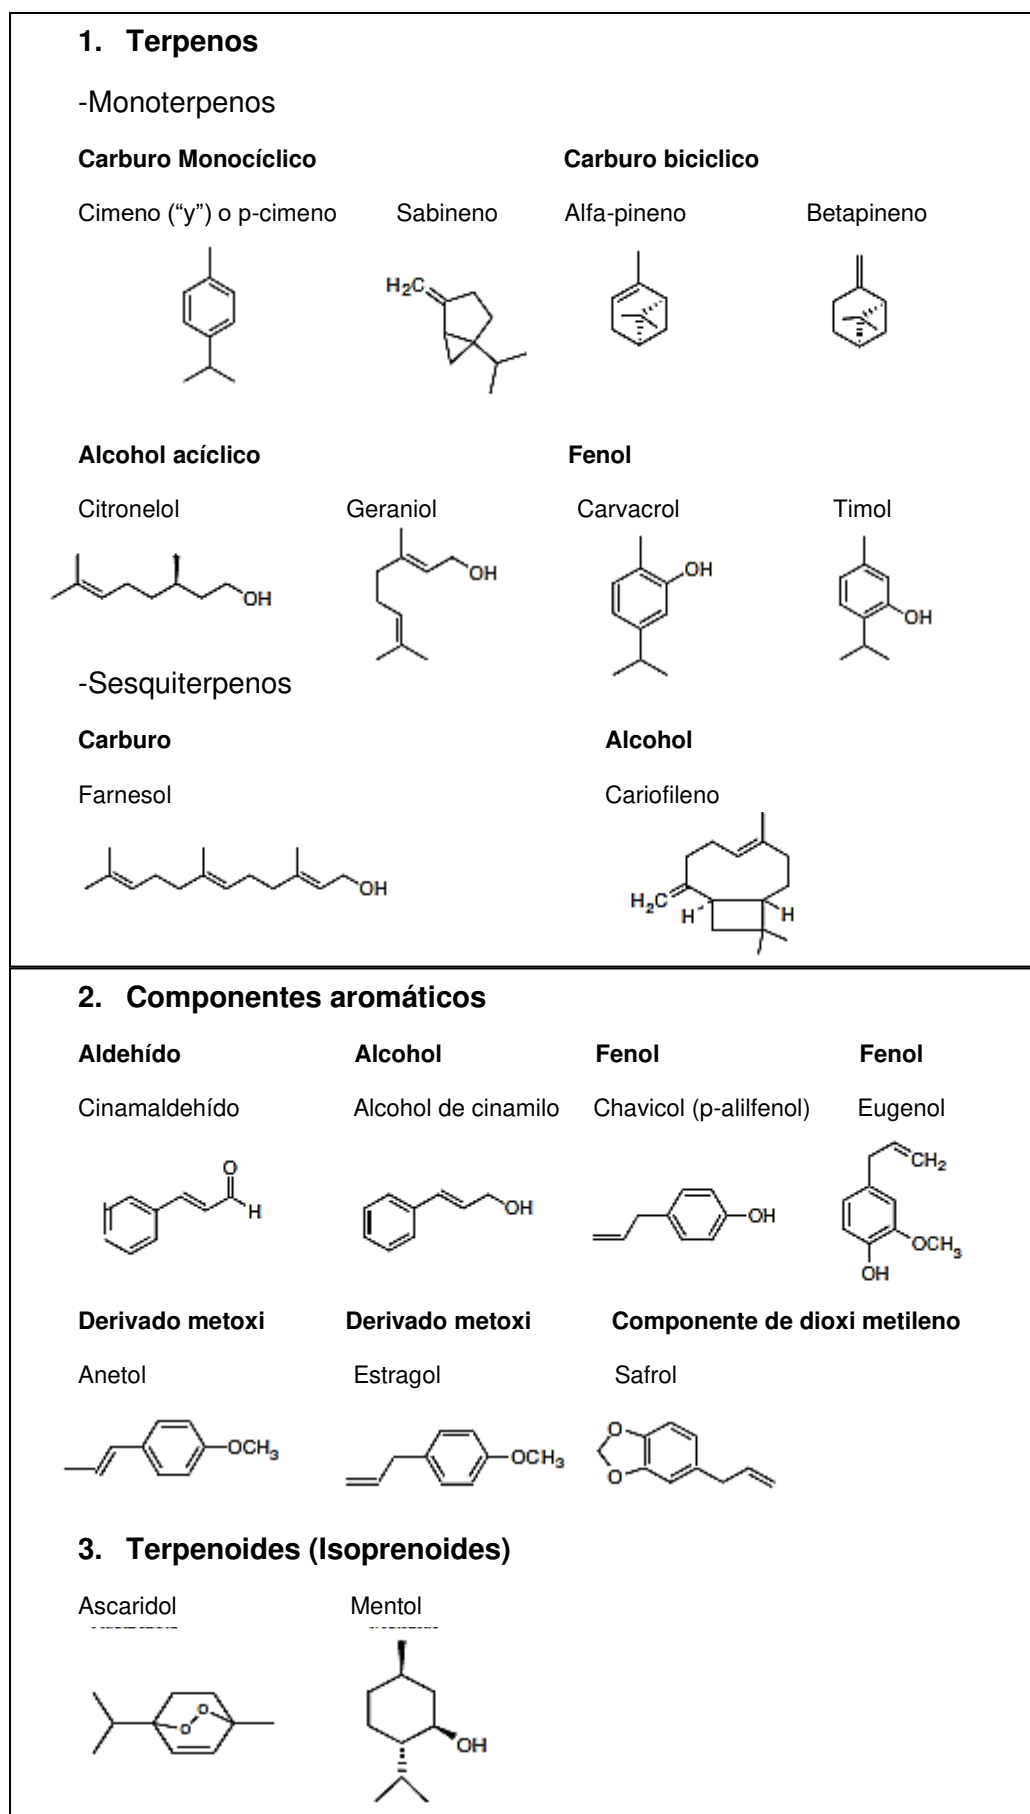 1. Terpenos
-Monoterpenos
Carburo Monocíclico Carburo biciclico
Cimeno (“y”) o p-cimeno Sabineno Alfa-pineno Betapineno
H2C
Alcohol acíclico Fenol
Citronelol Geraniol Carvacrol Timol
OH OH OH OH
-Sesquiterpenos
Carburo Alcohol
Farnesol Cariofileno
OH H2C H H
2. Componentes aromáticos
Aldehído Alcohol Fenol Fenol
Cinamaldehído Alcohol de cinamilo Chavicol (p-alilfenol) Eugenol
O H OH OH CH2 OCH3 OH
Derivado metoxi Derivado metoxi Componente de dioxi metileno
Anetol Estragol Safrol
OCH3 OCH3 O O
3. Terpenoides (Isoprenoides)
Ascaridol Mentol
O O OH